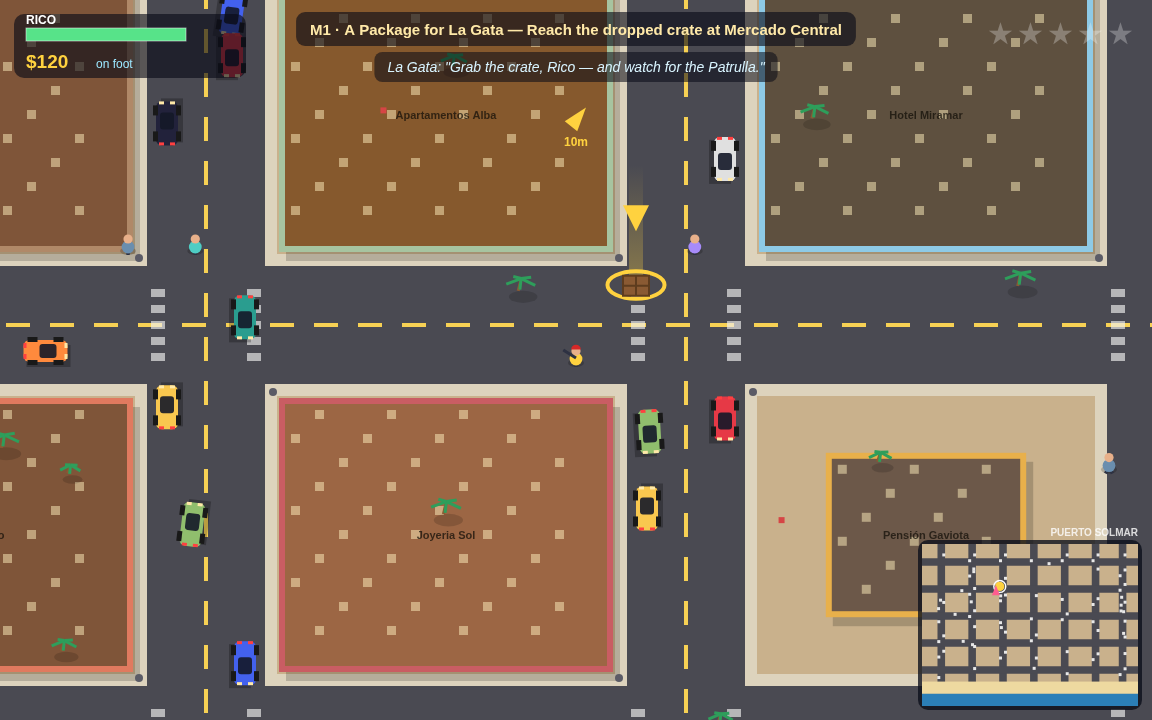 RICO
$120 on foot
M1 · A Package for La Gata — Reach the dropped crate at Mercado Central
La Gata: "Grab the crate, Rico — and watch for the Patrulla."
★★★★★
Apartamentos Alba
Hotel Miramar
10m
o
Joyeria Sol
Pensión Gaviota
PUERTO SOLMAR